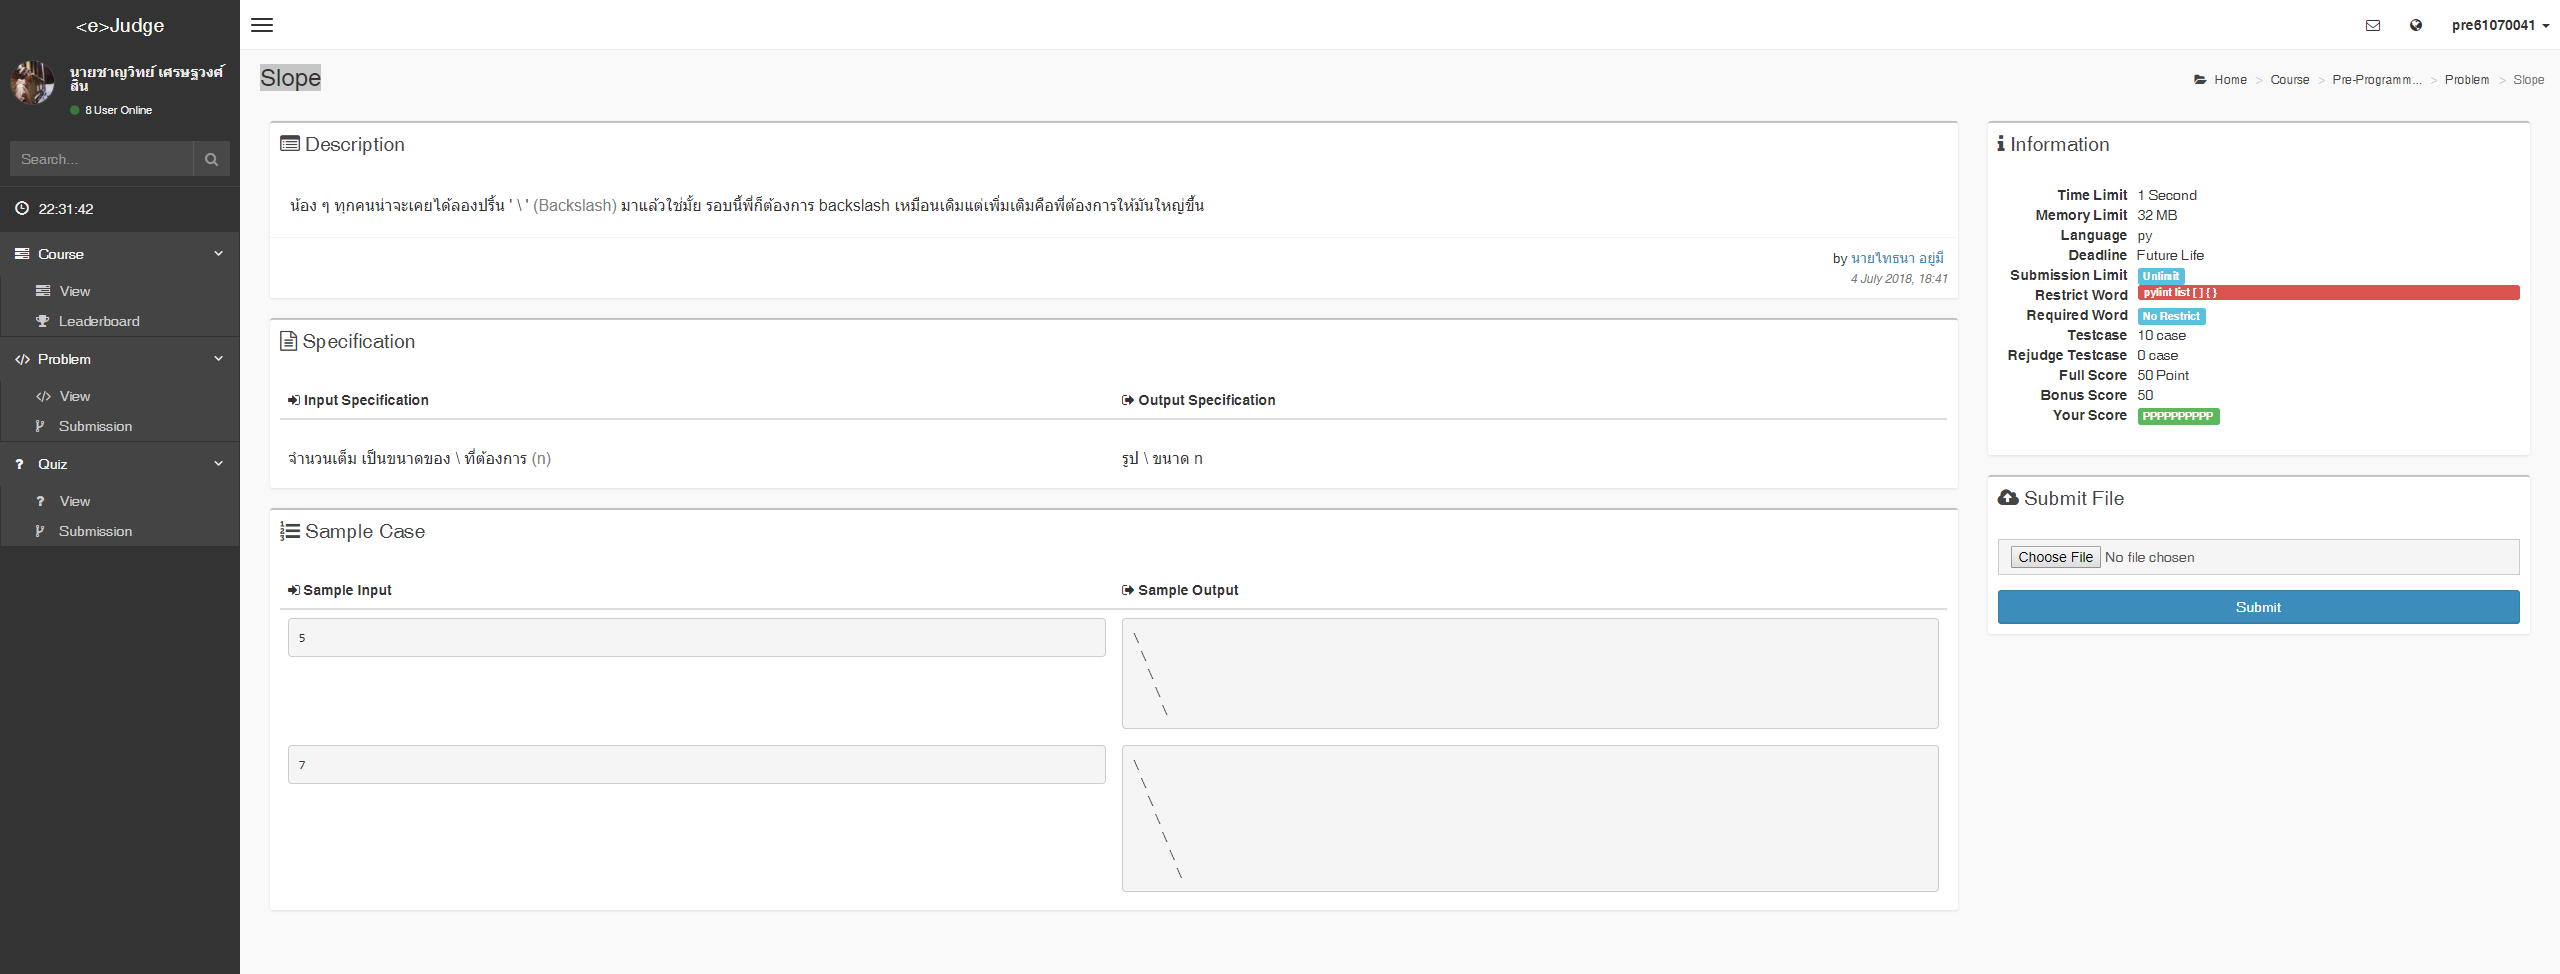 <e>Judge
pre61070041
นายชาญวิทย์ เศรษฐวงศ์
สิน
8 User Online
Search...
22:31:42
Course
View
Leaderboard
Problem
View
Submission
Quiz
View
Submission
Slope
Home > Course > Pre-Programm... > Problem > Slope
Description
น้อง ๆ ทุกคนน่าจะเคยได้ลองปริ้น ' \ ' (Backslash) มาแล้วใช่มั้ย รอบนี้พี่ก็ต้องการ backslash เหมือนเดิมแต่เพิ่มเติมคือพี่ต้องการให้มันใหญ่ขึ้น
by นายไทธนา อยู่มี
4 July 2018, 18:41
Specification
Input Specification
Output Specification
จำนวนเต็ม เป็นขนาดของ \ ที่ต้องการ (n)
รูป \ ขนาด n
Sample Case
Sample Input
Sample Output
5
\
 \
  \
   \
    \
7
\
 \
  \
   \
    \
     \
      \
Information
Time Limit 1 Second
Memory Limit 32 MB
Language py
Deadline Future Life
Submission Limit Unlimit
Restrict Word pylint list [ ] { }
Required Word No Restrict
Testcase 10 case
Rejudge Testcase 0 case
Full Score 50 Point
Bonus Score 50
Your Score PPPPPPPPPP
Submit File
Choose File No file chosen
Submit